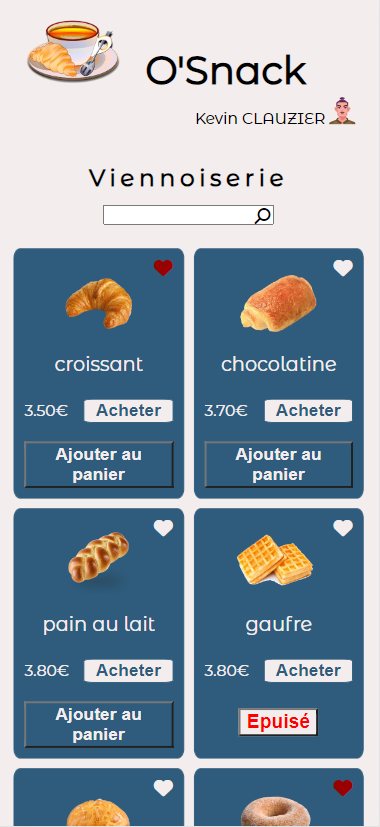 O'Snack
Kevin CLAUZIER
Viennoiserie
croissant
3.50€ Acheter
Ajouter au
panier
chocolatine
3.70€ Acheter
Ajouter au
panier
pain au lait
3.80€ Acheter
Ajouter au
panier
gaufre
3.80€ Acheter
Epuisé